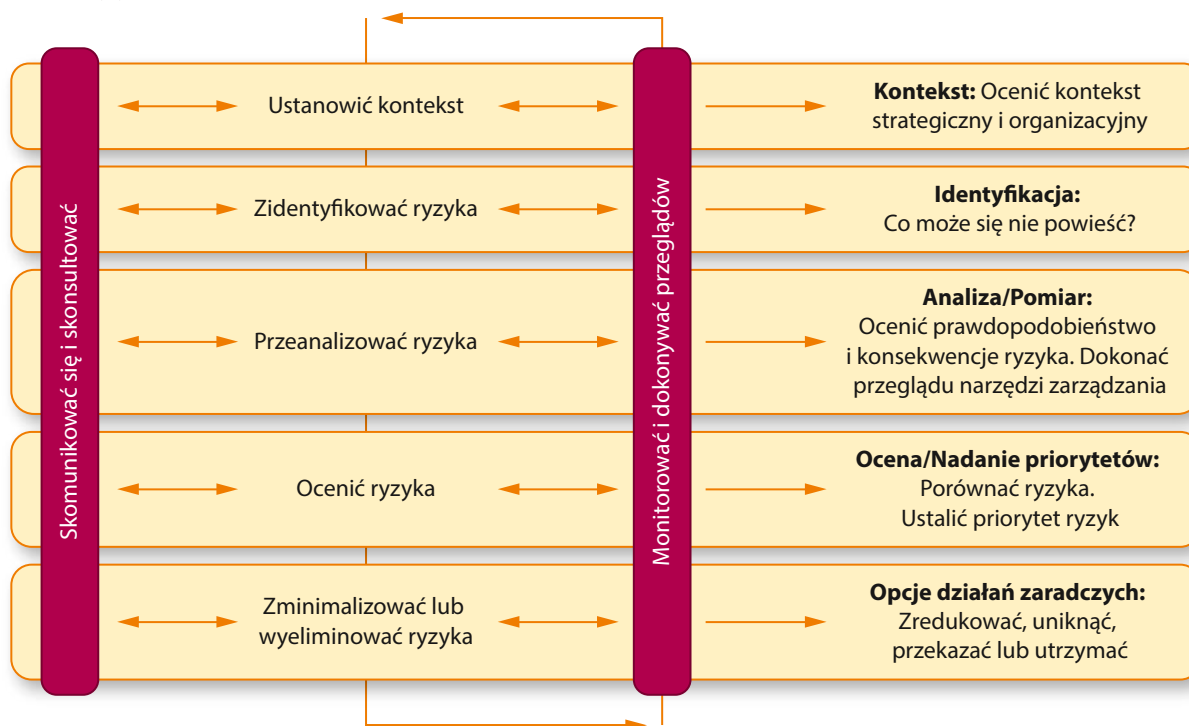 Skomunikować się i skonsultować
Monitorować i dokonywać przeglądów
Ustanowić kontekst
Kontekst: Ocenić kontekst
strategiczny i organizacyjny
Zidentyfikować ryzyka
Identyfikacja:
Co może się nie powieść?
Przeanalizować ryzyka
Analiza/Pomiar:
Ocenić prawdopodobieństwo
i konsekwencje ryzyka. Dokonać
przeglądu narzędzi zarządzania
Ocenić ryzyka
Ocena/Nadanie priorytetów:
Porównać ryzyka.
Ustalić priorytet ryzyk
Zminimalizować lub
wyeliminować ryzyka
Opcje działań zaradczych:
Zredukować, uniknąć,
przekazać lub utrzymać